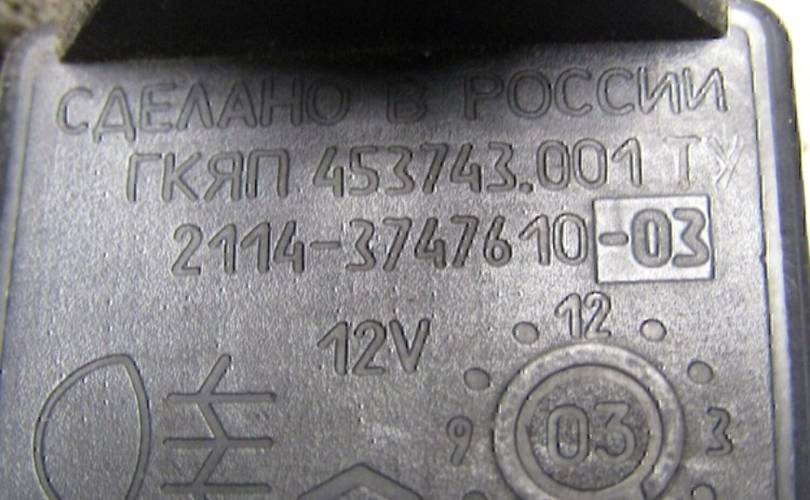 СДЕЛАНО В РОССИИ
ГКЯП 453743.001 ТУ
2114-3747610-03
12V
12
9 03 3